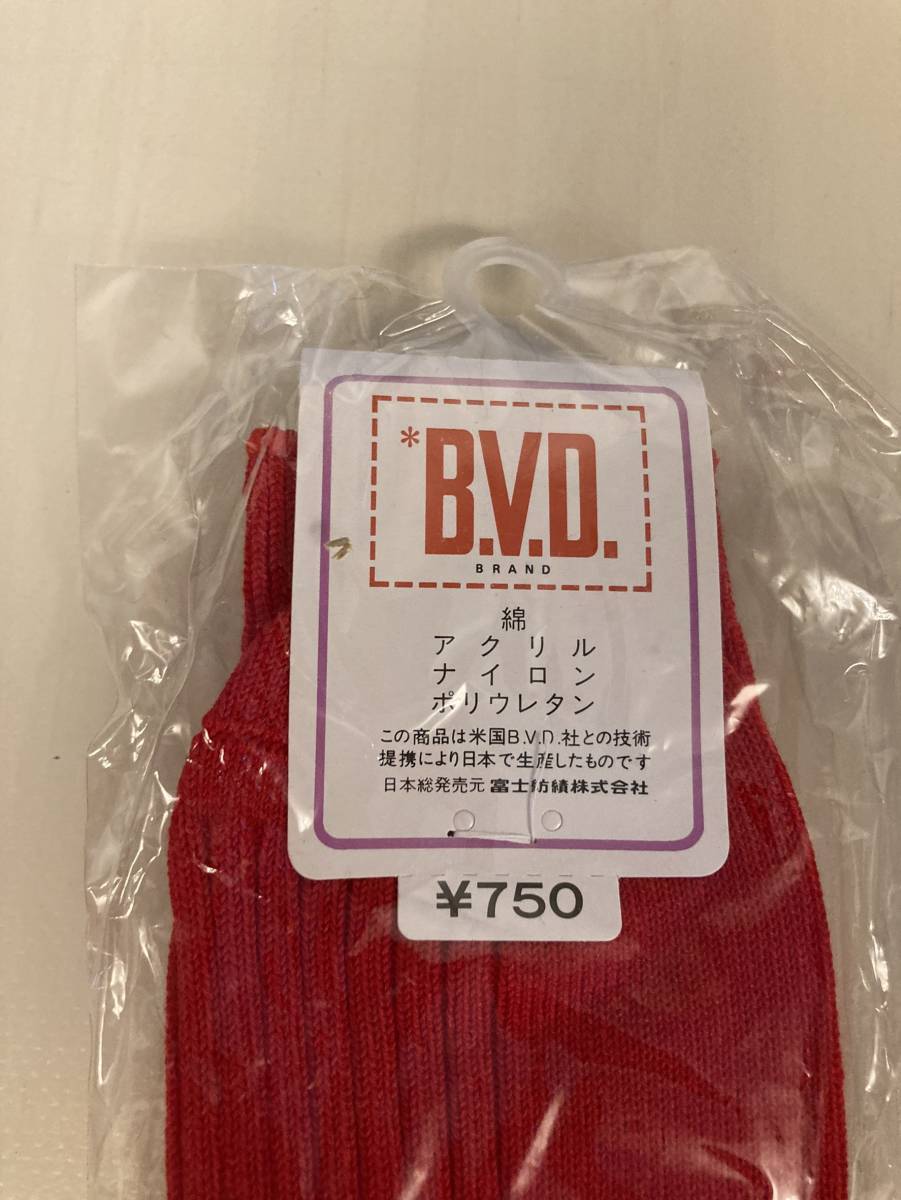 *B.V.D.
BRAND
綿
アクリル
ナイロン
ポリウレタン
この商品は米国B.V.D.社との技術
提携により日本で生産したものです
日本総発売元 富士紡績株式会社
¥750